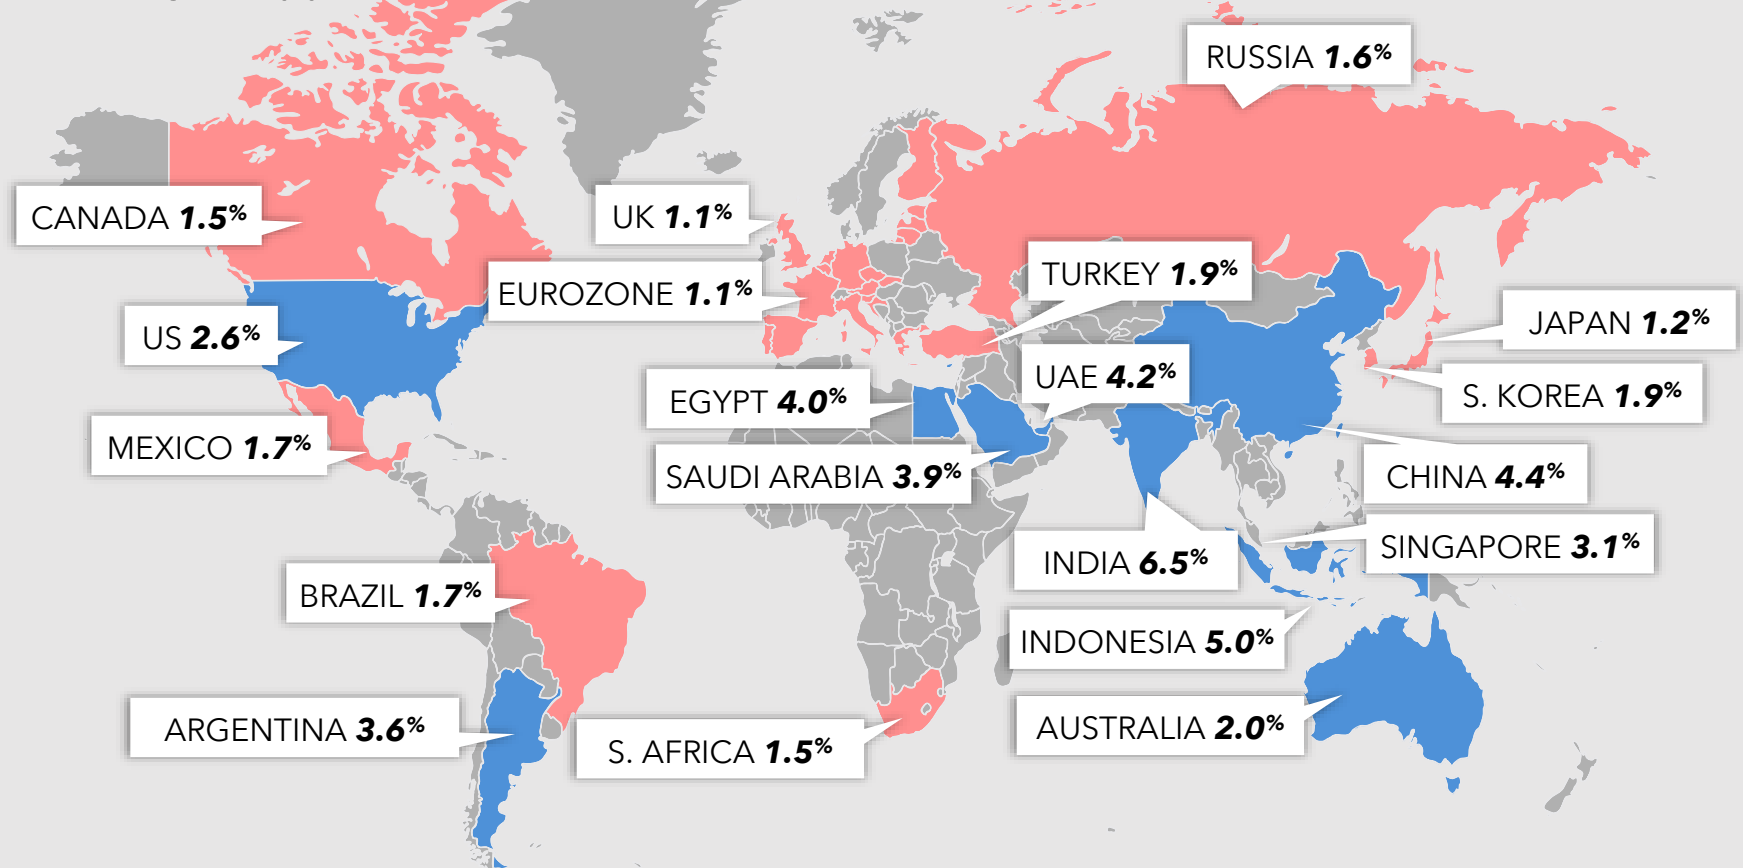 RUSSIA 1.6%
CANADA 1.5%
UK 1.1%
TURKEY 1.9%
EUROZONE 1.1%
US 2.6%
JAPAN 1.2%
UAE 4.2%
EGYPT 4.0%
S. KOREA 1.9%
MEXICO 1.7%
SAUDI ARABIA 3.9%
CHINA 4.4%
SINGAPORE 3.1%
INDIA 6.5%
BRAZIL 1.7%
INDONESIA 5.0%
ARGENTINA 3.6%
AUSTRALIA 2.0%
S. AFRICA 1.5%